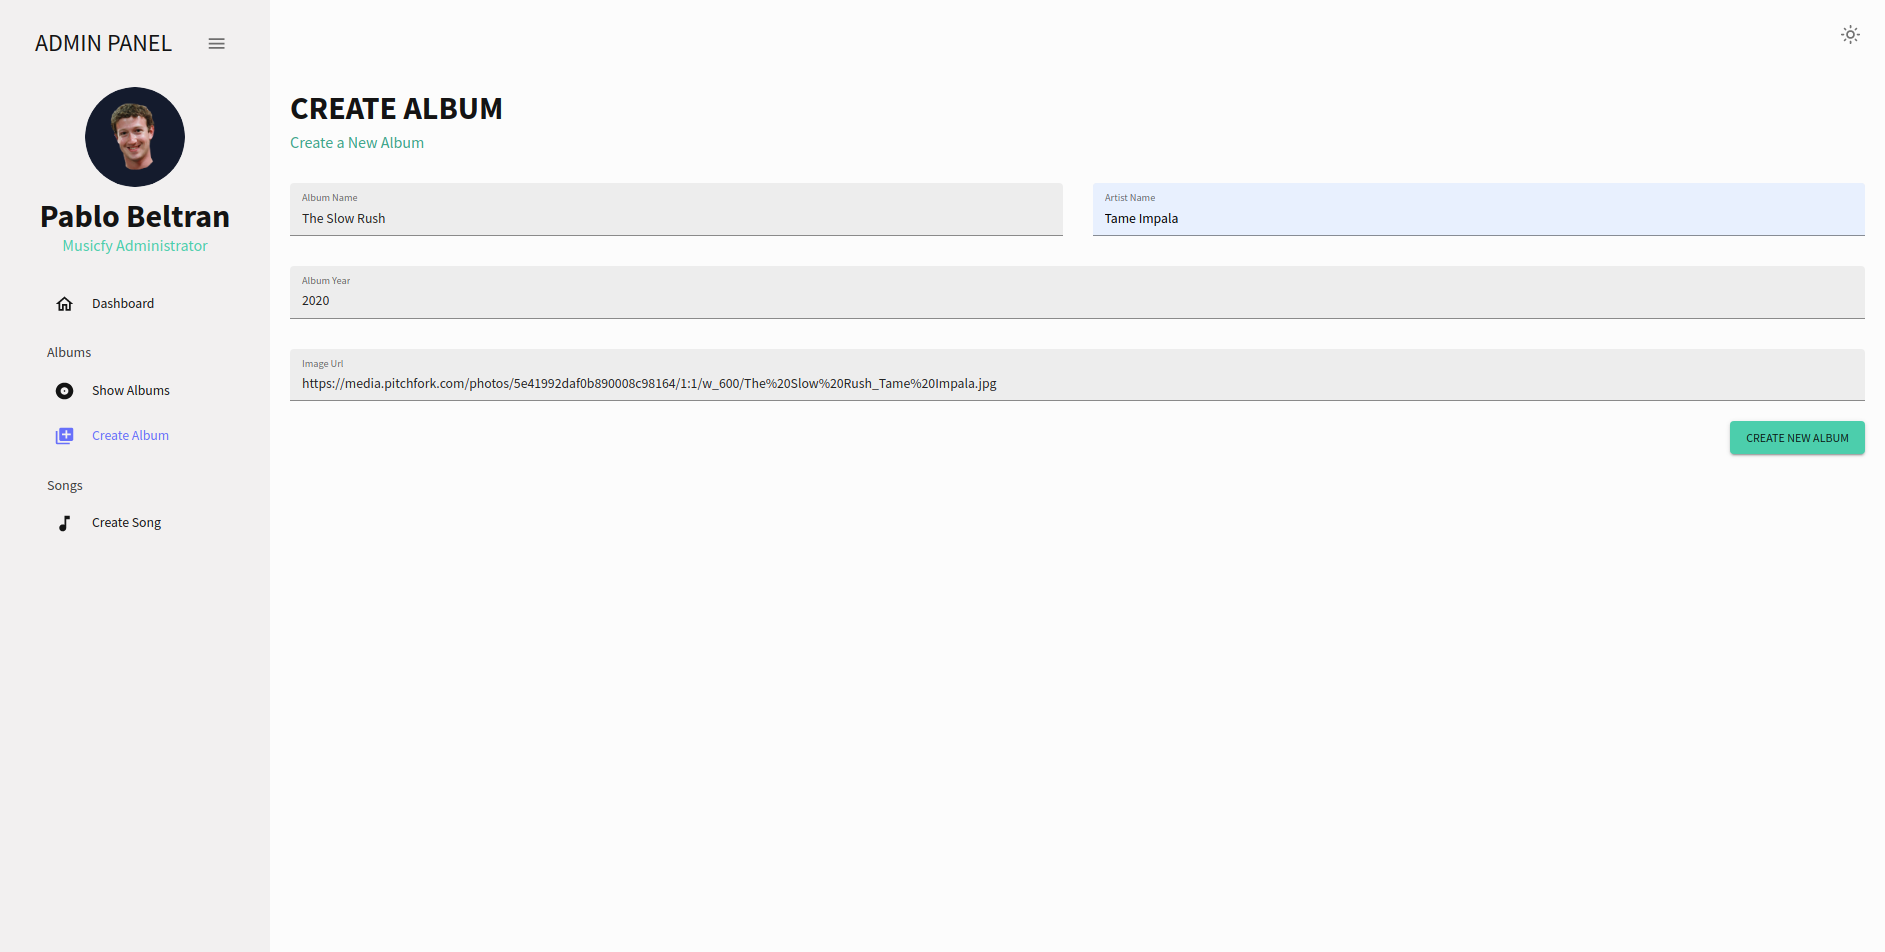 ADMIN PANEL
Pablo Beltran
Musicfy Administrator
Dashboard
Albums
Show Albums
Create Album
Songs
Create Song
CREATE ALBUM
Create a New Album
Album Name
The Slow Rush
Artist Name
Tame Impala
Album Year
2020
Image Url
https://media.pitchfork.com/photos/5e41992daf0b890008c98164/1:1/w_600/The%20Slow%20Rush_Tame%20Impala.jpg
CREATE NEW ALBUM